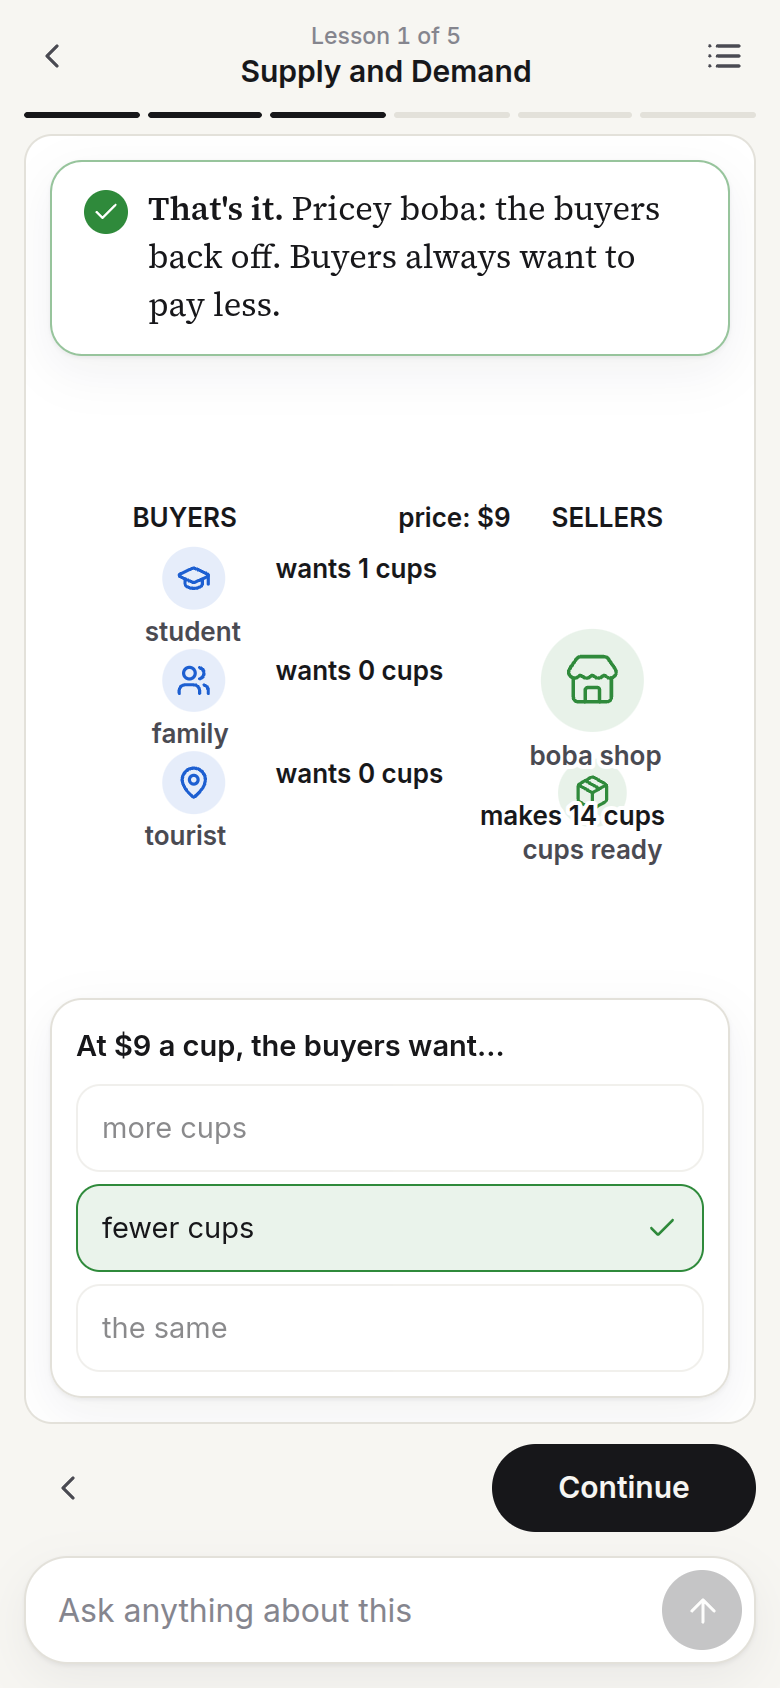 Lesson 1 of 5
Supply and Demand
That's it. Pricey boba: the buyers
back off. Buyers always want to
pay less.
BUYERS
price: $9
SELLERS
wants 1 cups
student
wants 0 cups
family
boba shop
wants 0 cups
makes 14 cups
tourist
cups ready
At $9 a cup, the buyers want...
more cups
fewer cups
the same
Continue
Ask anything about this